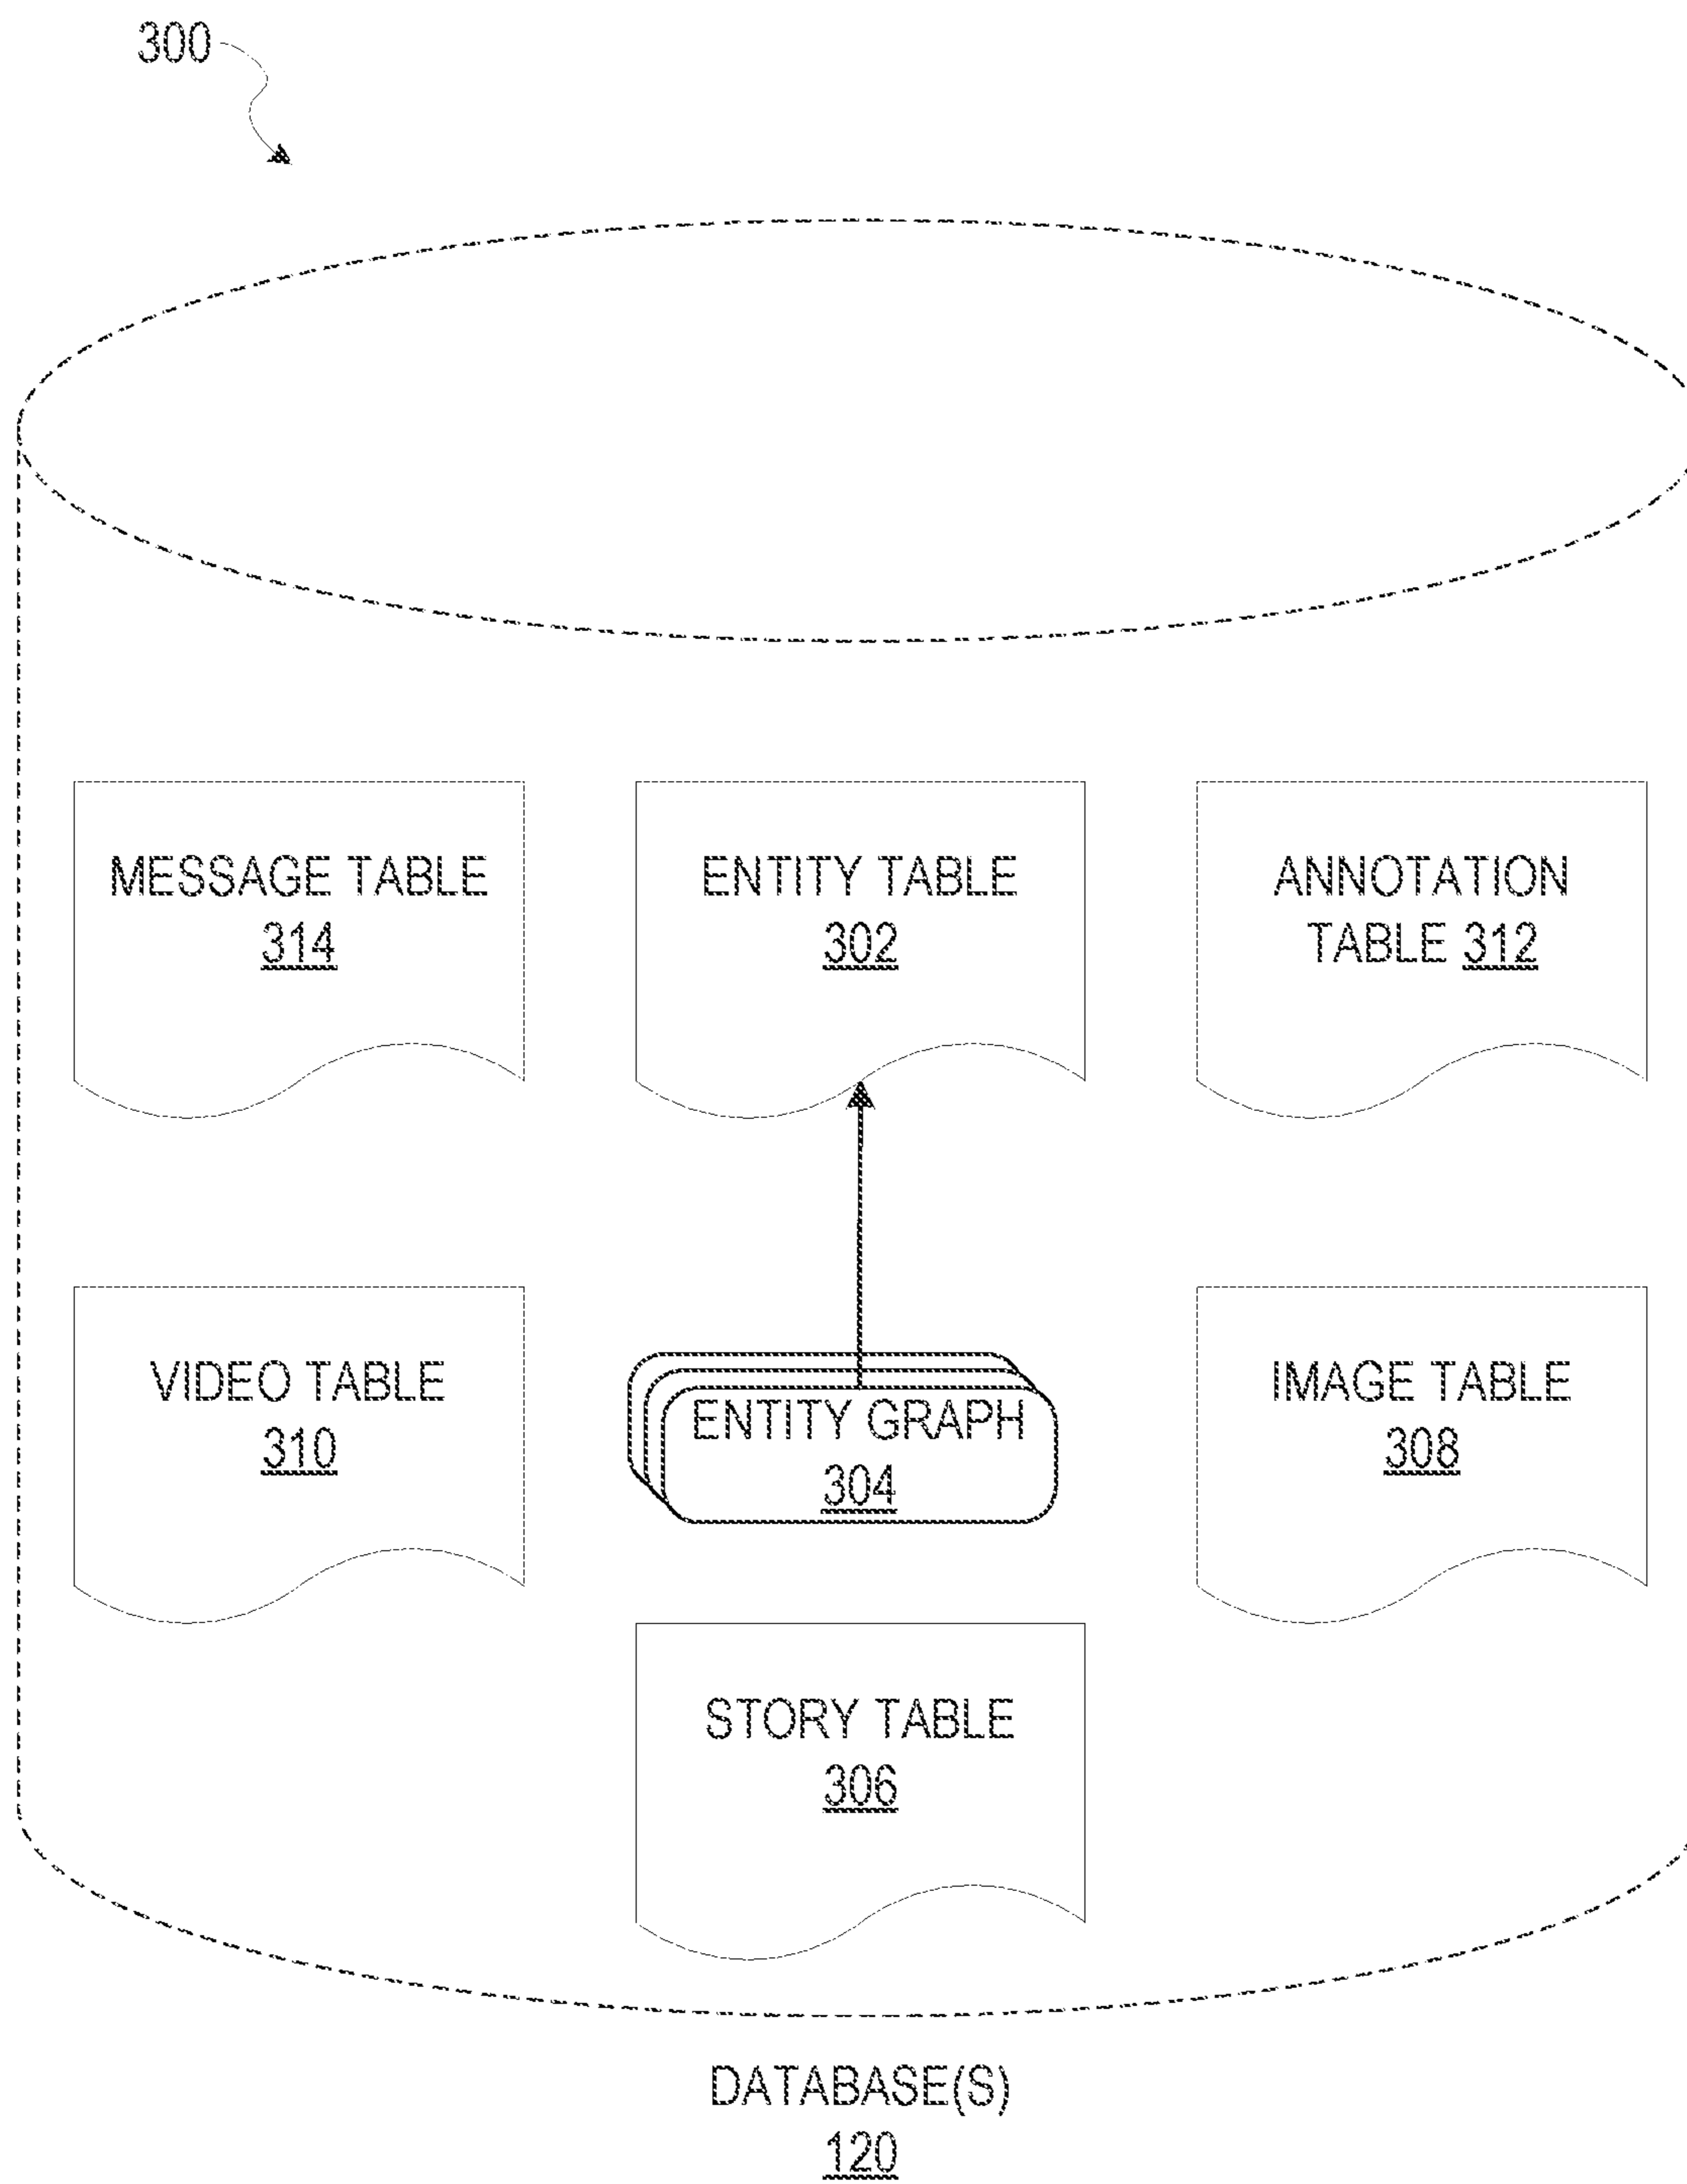 300
MESSAGE TABLE
314
ENTITY TABLE
302
ANNOTATION
TABLE 312
VIDEO TABLE
310
ENTITY GRAPH
304
IMAGE TABLE
308
STORY TABLE
306
DATABASE(S)
120